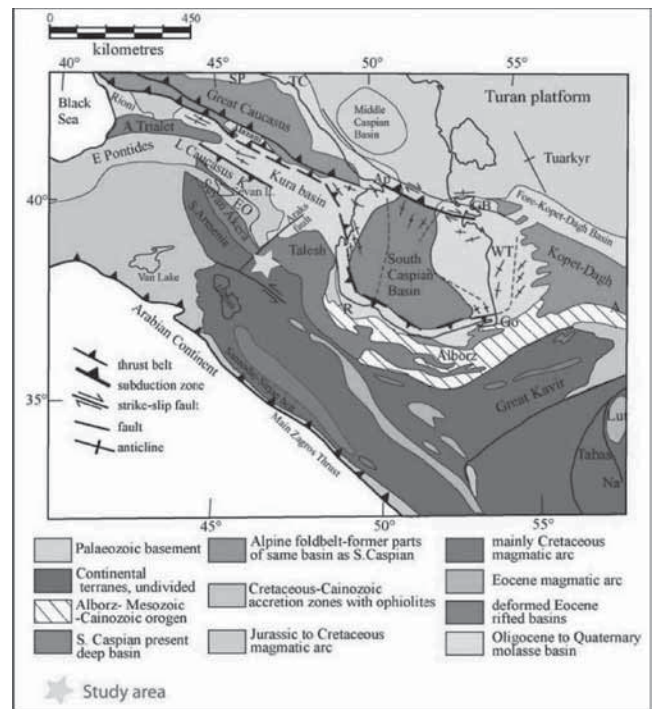 0 450
kilometres
40° 45° 50° 55°
SP TC
Black
Sea
Rioni
Great Caucasus
Middle
Caspian
Basin
Turan platform
A Trialet
Tuarkyr
E Pontides
L Caucasus K
Kura basin
Sevan L.
40°
40°
EO
Araks
fault
S. Armenia
GB
Fore-Kopet-Dagh Basin
Talesh
South
Caspian
Basin
WT
Kopet-Dagh
Van Lake
R
Go
A
Arabian Continent
Alborz
thrust belt
subduction zone
strike-slip fault
fault
anticline
35°
35°
Great Kavir
Lut
Main Zagros Thrust
Tabas
Na
45° 50° 55°
Palaeozoic basement
Continental
terranes, undivided
Alborz- Mesozoic
-Cainozoic orogen
S. Caspian present
deep basin
Alpine foldbelt-former parts
of same basin as S.Caspian
Cretaceous-Cainozoic
accretion zones with ophiolites
Jurassic to Cretaceous
magmatic arc
mainly Cretaceous
magmatic arc
Eocene magmatic arc
deformed Eocene
rifted basins
Oligocene to Quaternary
molasse basin
Study area